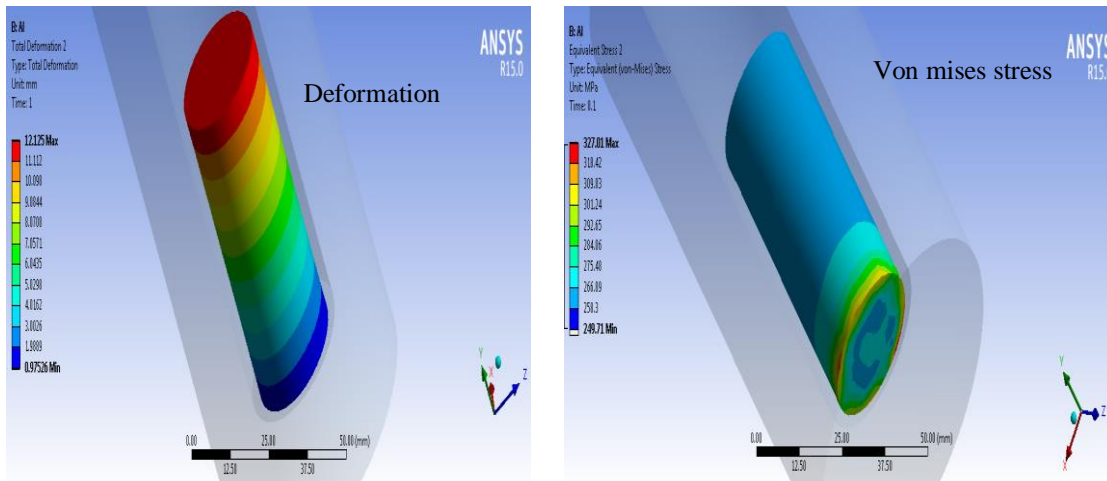 B: Al
Total Deformation 2
Type: Total Deformation
Unit: mm
Time: 1
12.125 Max
11.112
10.098
9.0844
8.0708
7.0571
6.0435
5.0298
4.0162
3.0026
1.9889
0.97526 Min
ANSYS
R15.0
Deformation
Y
X
Z
0.00
25.00
50.00 (mm)
12.50
37.50
B: Al
Equivalent Stress 2
Type: Equivalent (von-Mises) Stress
Unit: MPa
Time: 0.1
327.01 Max
318.42
309.83
301.24
292.65
284.06
275.48
266.89
258.3
249.71 Min
ANSYS
R15.0
Von mises stress
Y
Z
X
0.00
25.00
50.00 (mm)
12.50
37.50